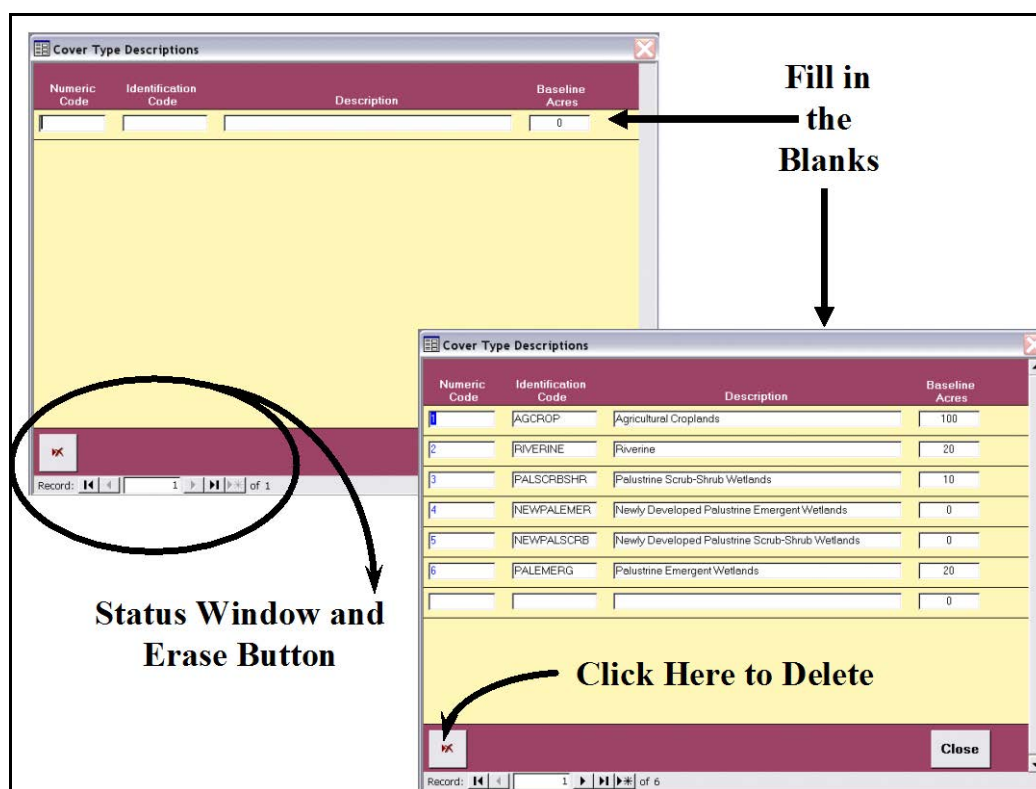 Cover Type Descriptions
Numeric Code Identification Code Description Baseline Acres
0
Record: 1 of 1
Fill in
the
Blanks
Status Window and
Erase Button
Cover Type Descriptions
Numeric Code Identification Code Description Baseline Acres
1 AGCROP Agricultural Croplands 100
2 RIVERINE Riverine 20
3 PALSCRBSHR Palustrine Scrub-Shrub Wetlands 10
4 NEWPALEMER Newly Developed Palustrine Emergent Wetlands 0
5 NEWPALSCRB Newly Developed Palustrine Scrub-Shrub Wetlands 0
6 PALEMERG Palustrine Emergent Wetlands 20
0
Click Here to Delete
Close
Record: 1 of 6